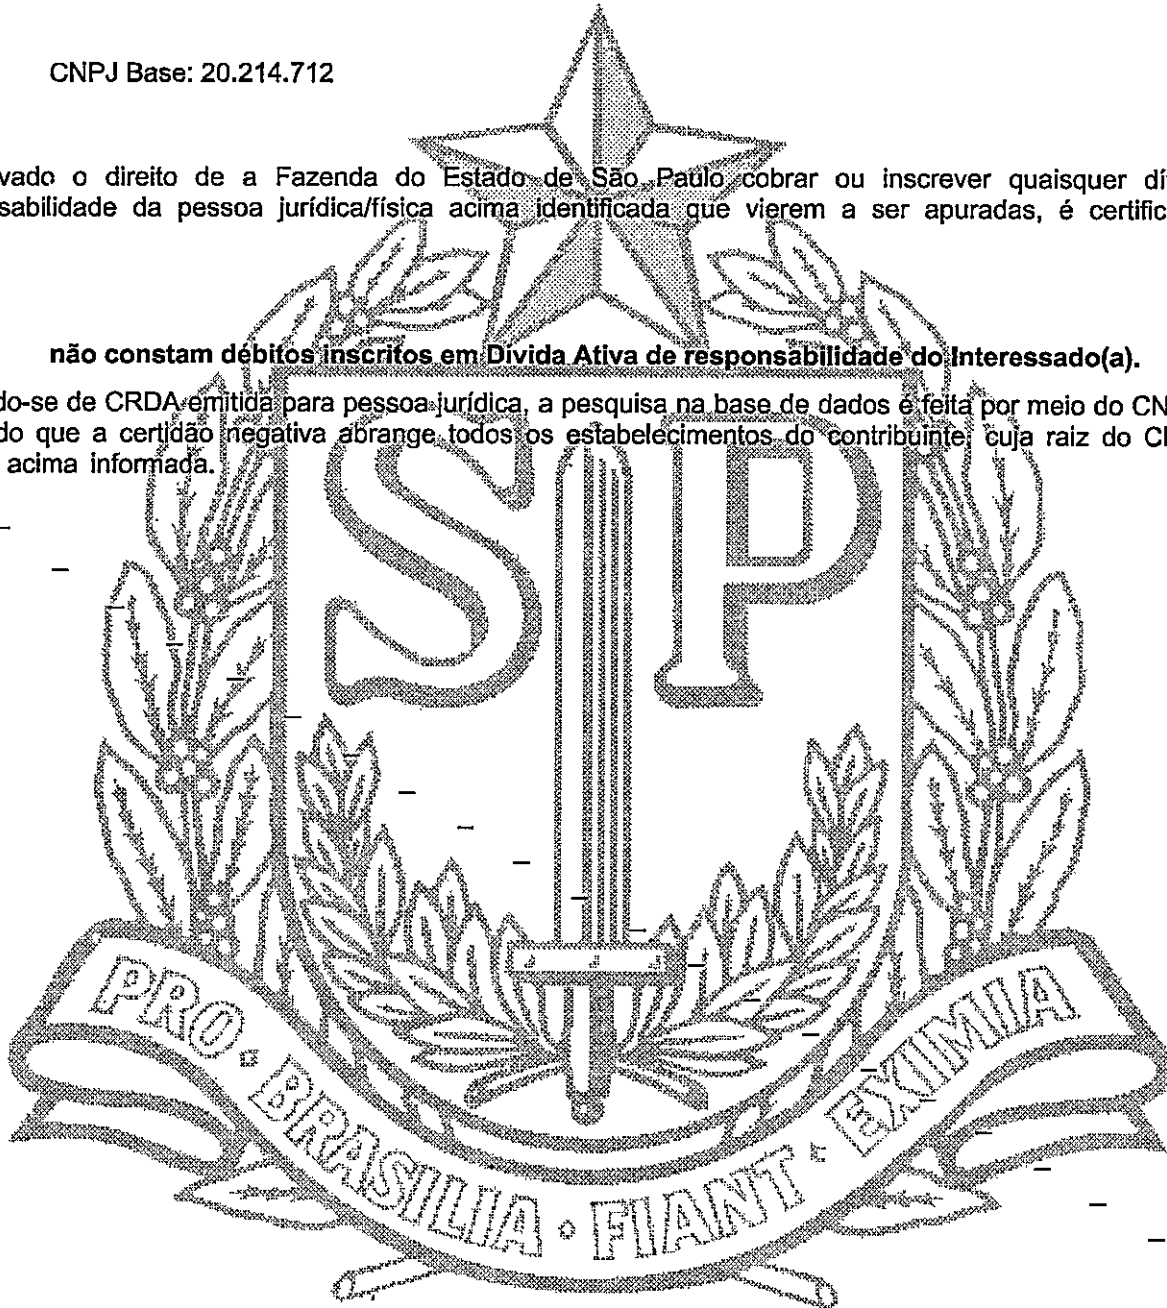 CNPJ Base: 20.214.712
vado o direito de a Fazenda do Estado de São Paulo cobrar ou inscrever quaisquer di
sabilidade da pessoa jurídica/física acima identificada que vierem a ser apuradas, é certific
não constam débitos inscritos em Dívida Ativa de responsabilidade do Interessado(a).
do-se de CRDA emitida para pessoa jurídica, a pesquisa na base de dados é feita por meio do CN
do que a certidão negativa abrange todos os estabelecimentos do contribuinte, cuja raiz do C
acima informada.
SP
PRO • BRASILIA • FIANT • EXIMIA